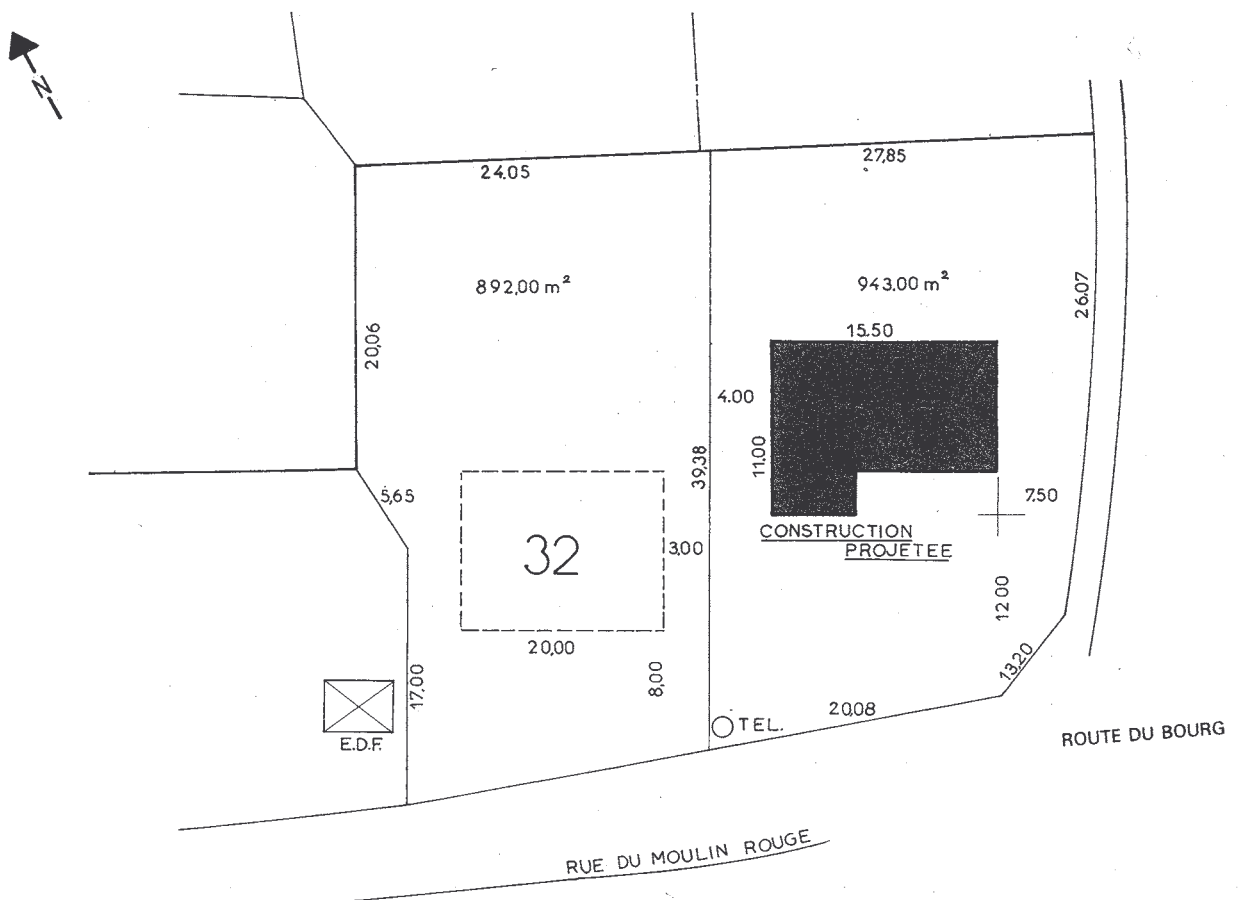 N
24.05
27,85
892,00 m²
943.00 m²
26.07
20,06
15.50
4.00
11.00
39,38
5,65
7.50
CONSTRUCTION
PROJETEE
32
3,00
12 00
20,00
8,00
17,00
13,20
20,08
TEL.
E.D.F.
ROUTE DU BOURG
RUE DU MOULIN ROUGE